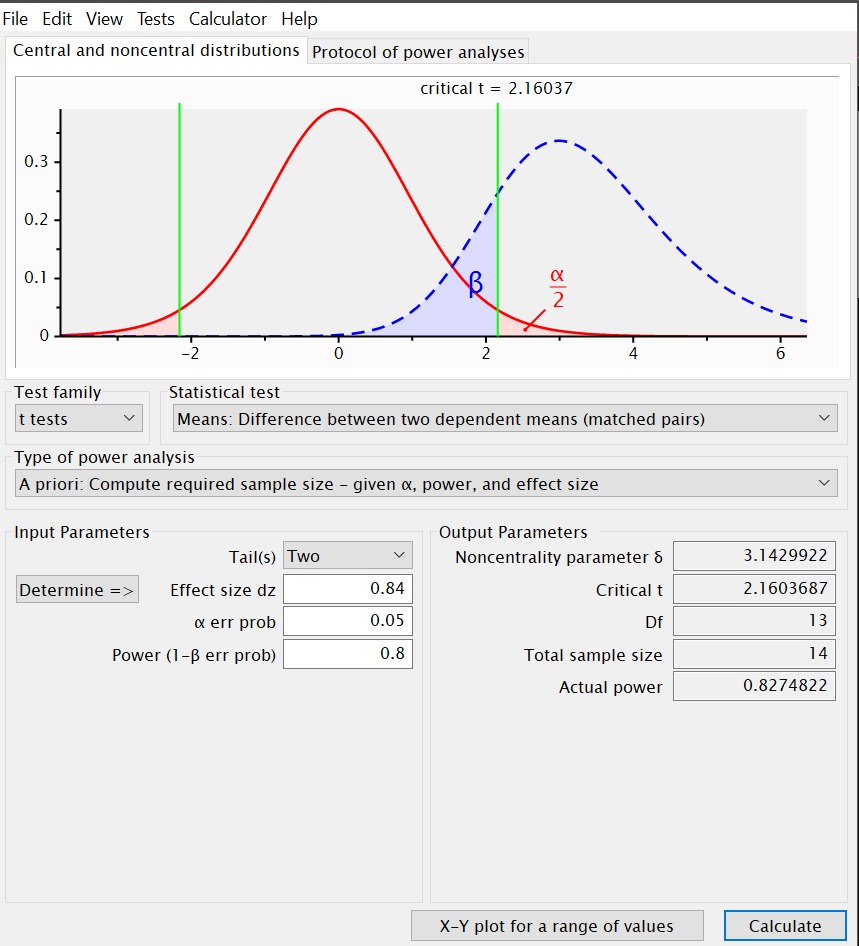 File Edit View Tests Calculator Help
Central and noncentral distributions Protocol of power analyses
critical t = 2.16037
0.3
0.2
0.1
0
β
α
2
−2 0 2 4 6
Test family Statistical test
t tests Means: Difference between two dependent means (matched pairs)
Type of power analysis
A priori: Compute required sample size – given α, power, and effect size
Input Parameters Output Parameters
Tail(s) Two Noncentrality parameter δ 3.1429922
Determine => Effect size dz 0.84 Critical t 2.1603687
α err prob 0.05 Df 13
Power (1-β err prob) 0.8 Total sample size 14
Actual power 0.8274822
X-Y plot for a range of values Calculate